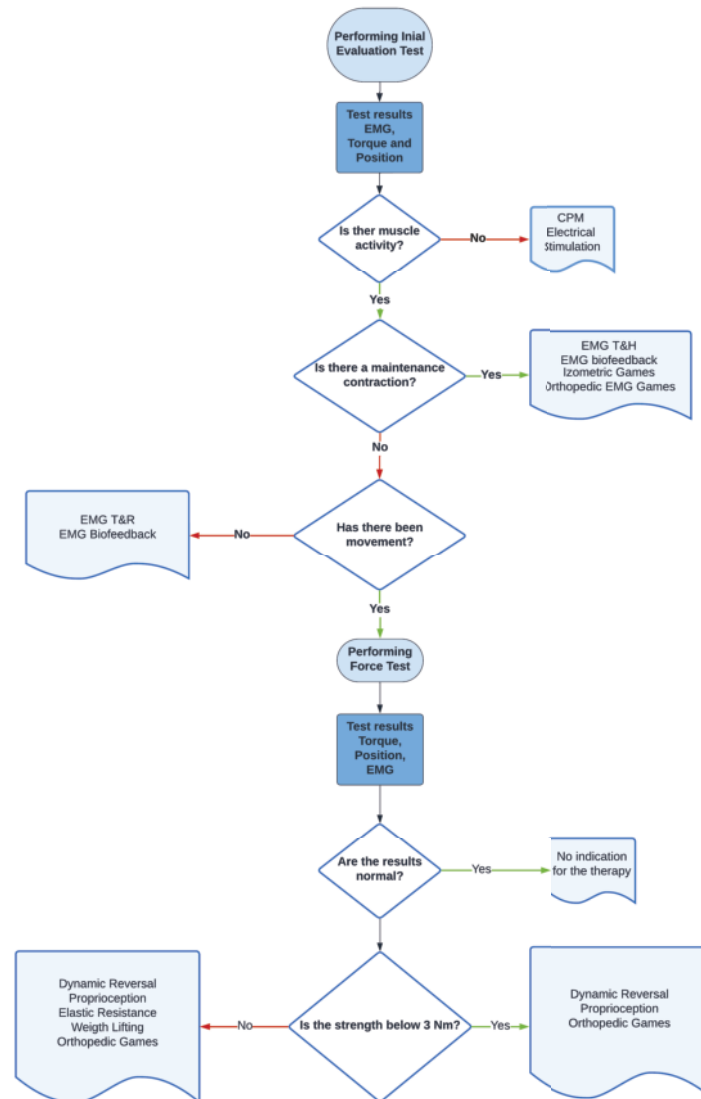 Performing Inial
Evaluation Test
Test results
EMG,
Torque and
Position
Is ther muscle
activity?
No
CPM
Electrical
Stimulation
Yes
Is there a maintenance
contraction?
Yes
EMG T&H
EMG biofeedback
Izometric Games
Orthopedic EMG Games
No
Has there been
movement?
No
EMG T&R
EMG Biofeedback
Yes
Performing
Force Test
Test results
Torque,
Position,
EMG
Are the results
normal?
Yes
No indication
for the therapy
Is the strength below 3 Nm?
No
Dynamic Reversal
Proprioception
Elastic Resistance
Weigth Lifting
Orthopedic Games
Yes
Dynamic Reversal
Proprioception
Orthopedic Games